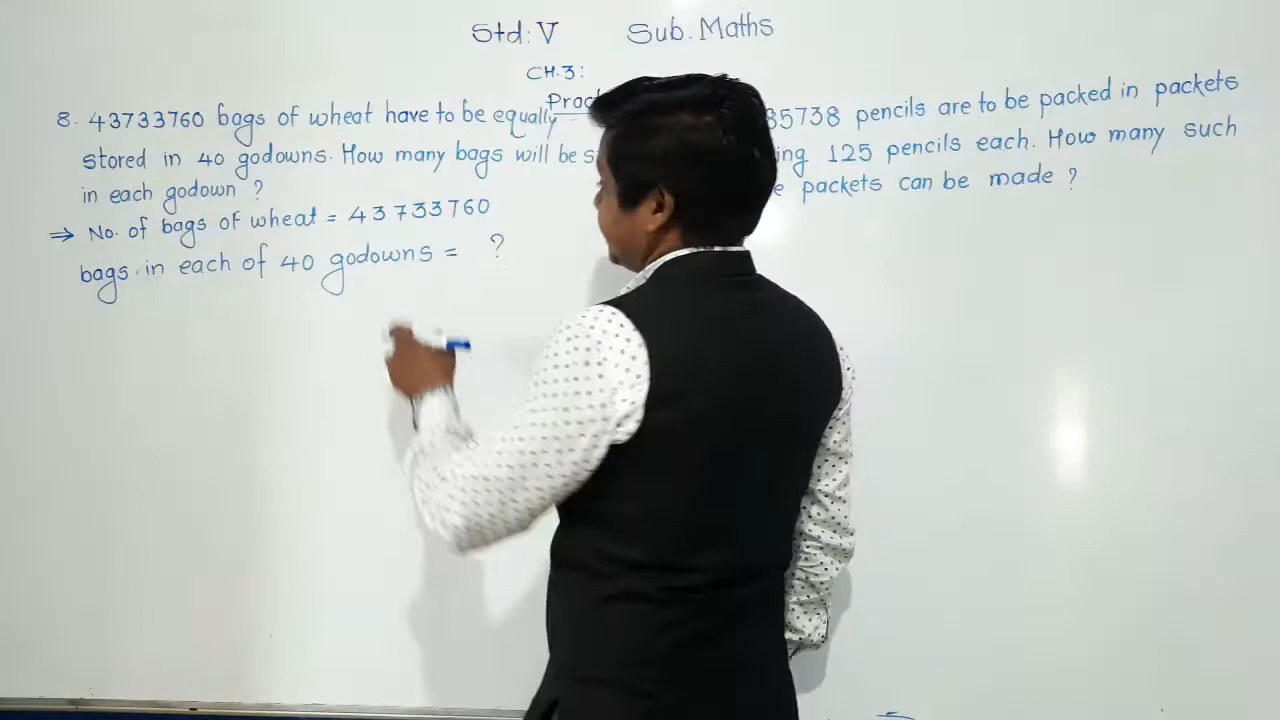 Std: V Sub. Maths
CH.3:
8. 43733760 bags of wheat have to be equally
stored in 40 godowns. How many bags will be
in each godown ?
⇒ No. of bags of wheat = 43733760
bags in each of 40 godowns = ?
35738 pencils are to be packed in packets
125 pencils each. How many such
packets can be made ?